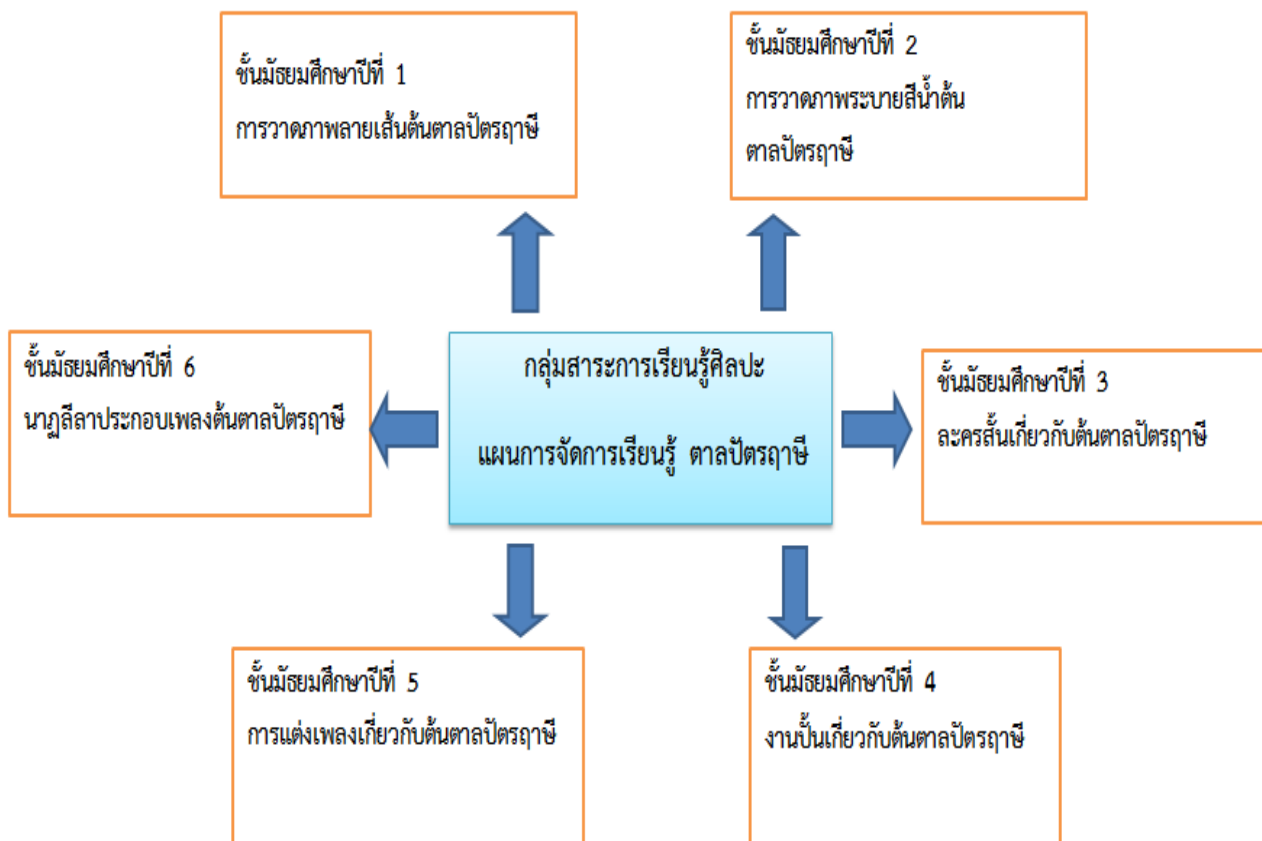 ชั้นมัธยมศึกษาปีที่ 1
การวาดภาพลายเส้นต้นตาลปัตรฤาษี
ชั้นมัธยมศึกษาปีที่ 2
การวาดภาพระบายสีน้ำต้น
ตาลปัตรฤาษี
ชั้นมัธยมศึกษาปีที่ 6
นาฏลีลาประกอบเพลงต้นตาลปัตรฤาษี
กลุ่มสาระการเรียนรู้ศิลปะ
แผนการจัดการเรียนรู้ ตาลปัตรฤาษี
ชั้นมัธยมศึกษาปีที่ 3
ละครสั้นเกี่ยวกับต้นตาลปัตรฤาษี
ชั้นมัธยมศึกษาปีที่ 5
การแต่งเพลงเกี่ยวกับต้นตาลปัตรฤาษี
ชั้นมัธยมศึกษาปีที่ 4
งานปั้นเกี่ยวกับต้นตาลปัตรฤาษี